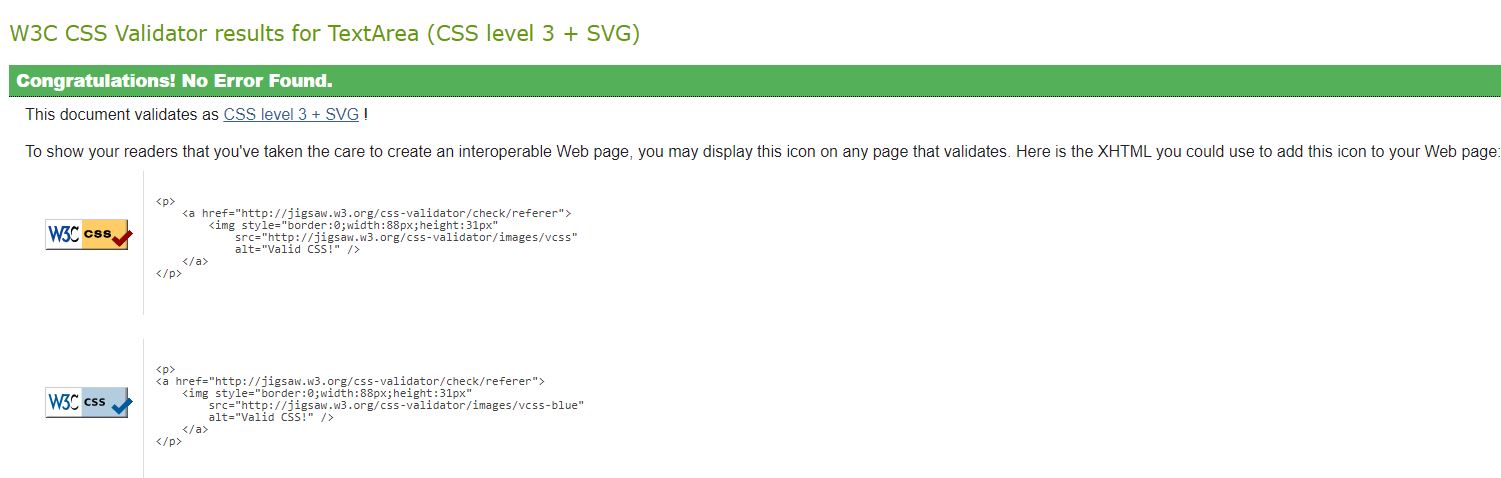 W3C CSS Validator results for TextArea (CSS level 3 + SVG)
Congratulations! No Error Found.
This document validates as CSS level 3 + SVG !
To show your readers that you've taken the care to create an interoperable Web page, you may display this icon on any page that validates. Here is the XHTML you could use to add this icon to your Web page:
W3C css
<p>
    <a href="http://jigsaw.w3.org/css-validator/check/referer">
        <img style="border:0;width:88px;height:31px"
            src="http://jigsaw.w3.org/css-validator/images/vcss"
            alt="Valid CSS!" />
    </a>
</p>
W3C css
<p>
<a href="http://jigsaw.w3.org/css-validator/check/referer">
    <img style="border:0;width:88px;height:31px"
        src="http://jigsaw.w3.org/css-validator/images/vcss-blue"
        alt="Valid CSS!" />
    </a>
</p>